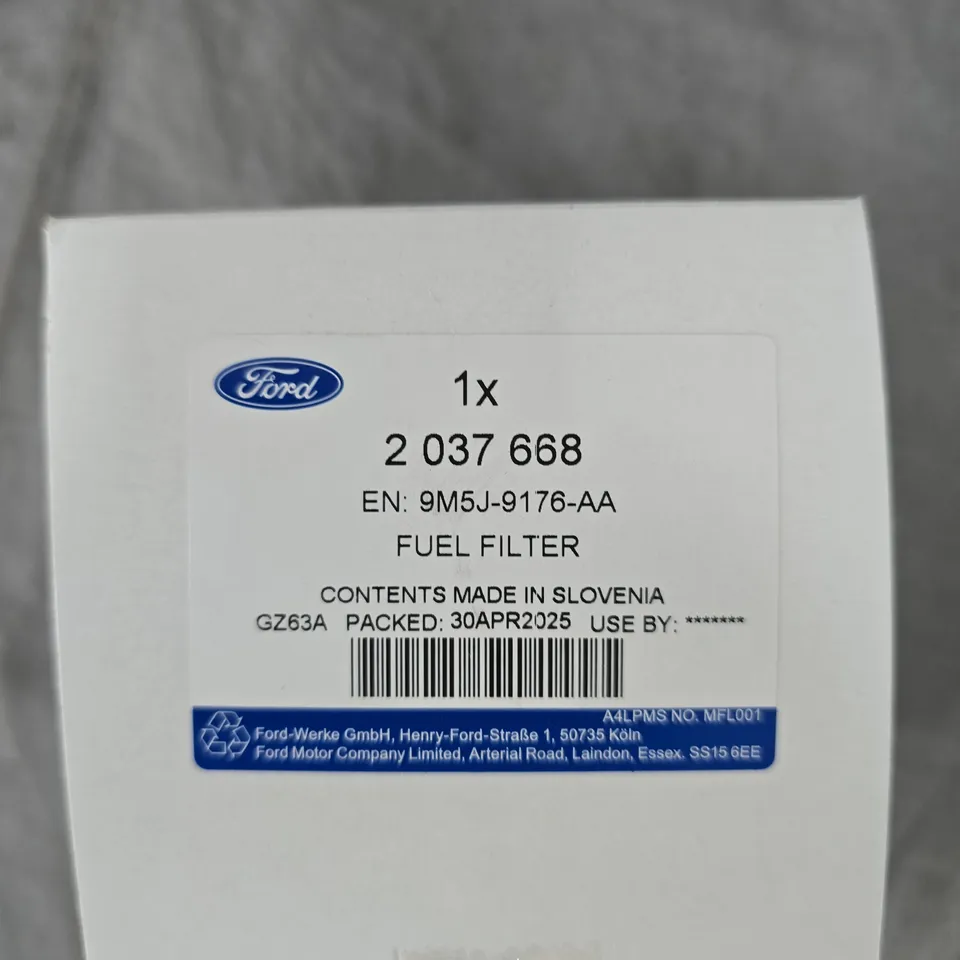 Ford
1x
2 037 668
EN: 9M5J-9176-AA
FUEL FILTER
CONTENTS MADE IN SLOVENIA
GZ63A PACKED: 30APR2025 USE BY: *******
A4LPMS NO. MFL001
Ford-Werke GmbH, Henry-Ford-Straße 1, 50735 Köln
Ford Motor Company Limited, Arterial Road, Laindon, Essex. SS15 6EE